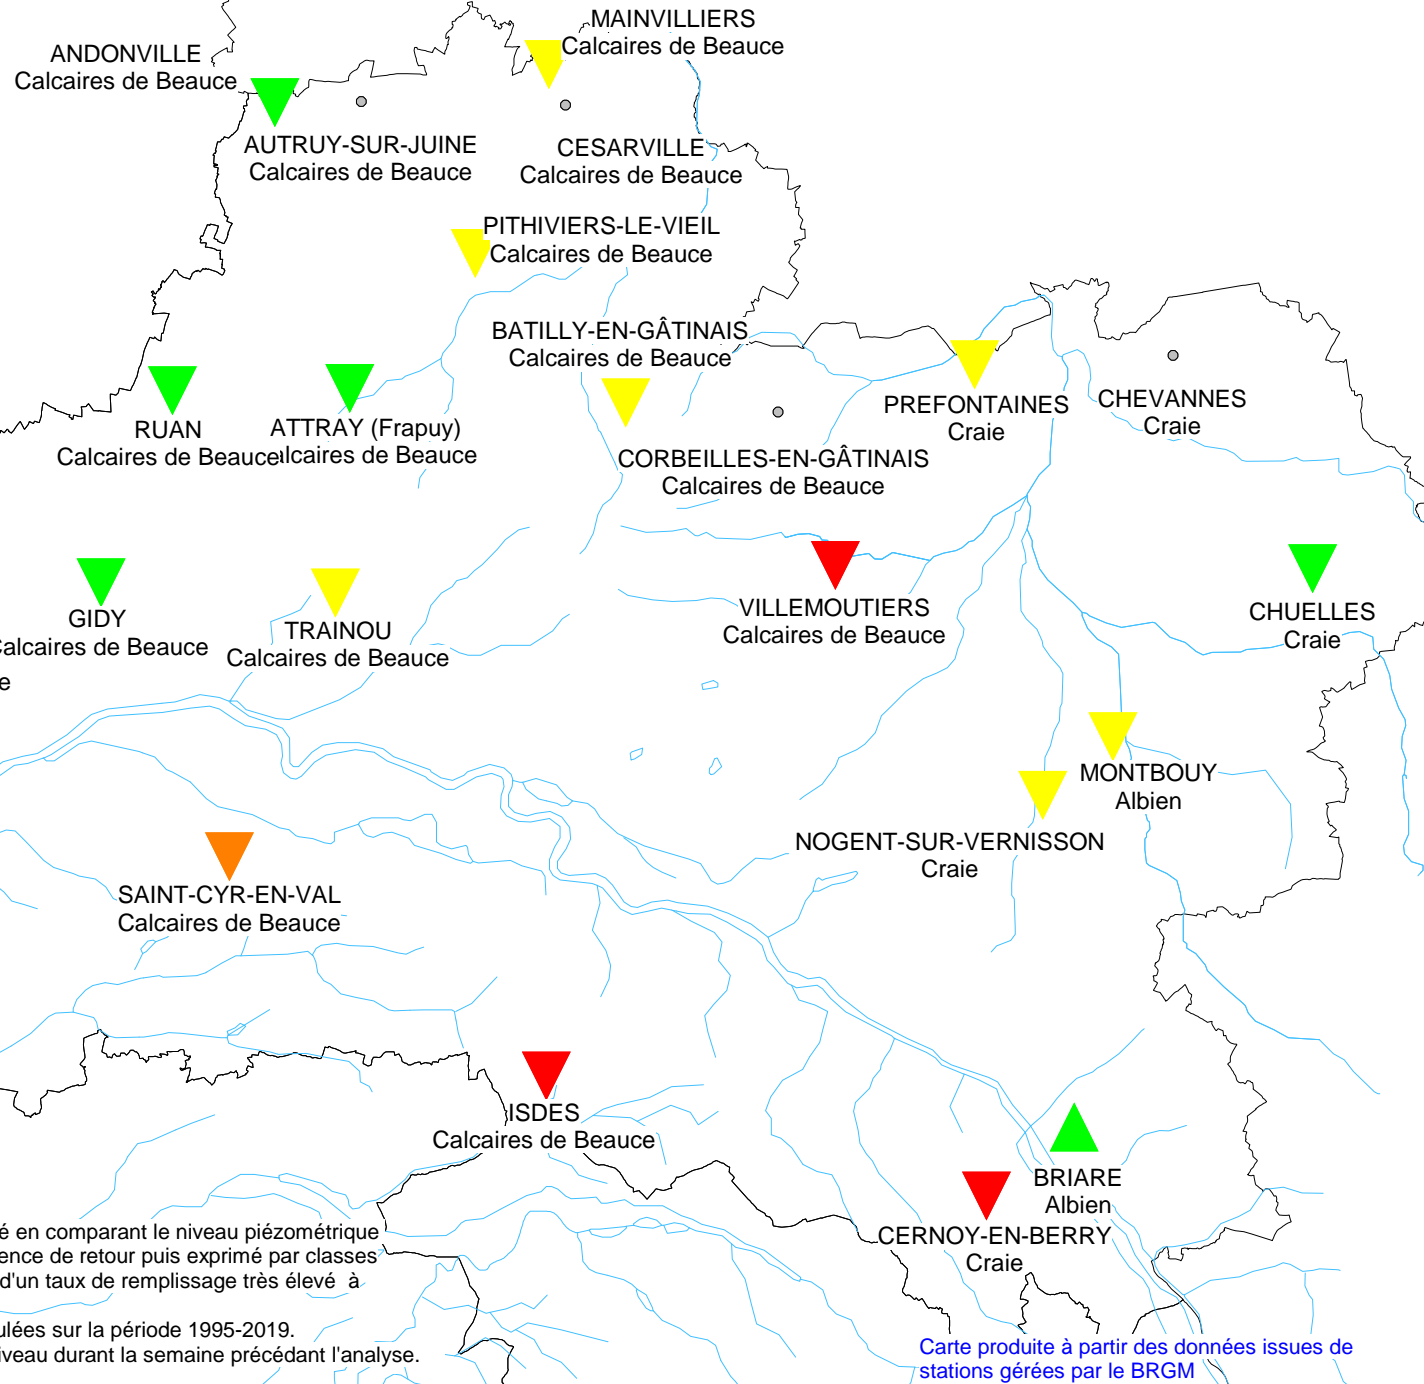 MAINVILLIERS
Calcaires de Beauce
ANDONVILLE
Calcaires de Beauce
AUTRUY-SUR-JUINE
Calcaires de Beauce
CESARVILLE
Calcaires de Beauce
PITHIVIERS-LE-VIEIL
Calcaires de Beauce
BATILLY-EN-GÂTINAIS
Calcaires de Beauce
PREFONTAINES
Craie
CHEVANNES
Craie
RUAN
Calcaires de Beauce
ATTRAY (Frapuy)
alcaires de Beauce
CORBEILLES-EN-GÂTINAIS
Calcaires de Beauce
GIDY
Calcaires de Beauce
e
TRAINOU
Calcaires de Beauce
VILLEMOUTIERS
Calcaires de Beauce
CHUELLES
Craie
MONTBOUY
Albien
NOGENT-SUR-VERNISSON
Craie
SAINT-CYR-EN-VAL
Calcaires de Beauce
ISDES
Calcaires de Beauce
BRIARE
Albien
CERNOY-EN-BERRY
Craie
é en comparant le niveau piézométrique
ence de retour puis exprimé par classes
d'un taux de remplissage très élevé à
ulées sur la période 1995-2019.
iveau durant la semaine précédant l'analyse.
Carte produite à partir des données issues de
stations gérées par le BRGM